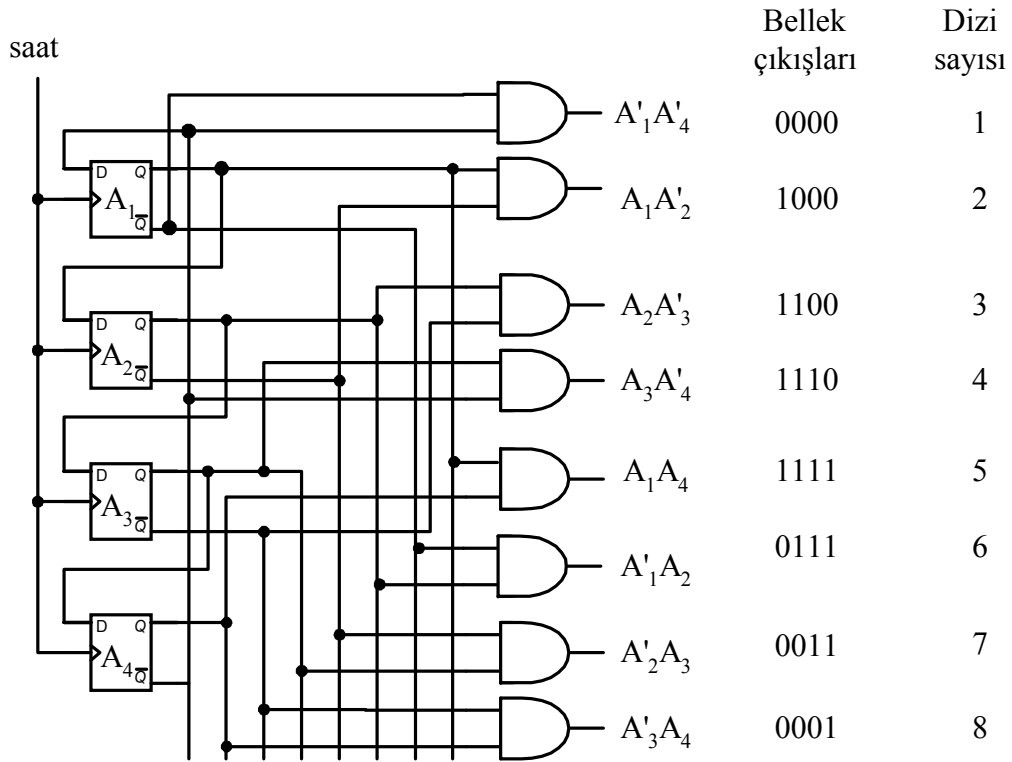 saat
Bellek çıkışları
Dizi sayısı
D Q A₁ Q̅
D Q A₂ Q̅
D Q A₃ Q̅
D Q A₄ Q̅
A'₁A'₄ 0000 1
A₁A'₂ 1000 2
A₂A'₃ 1100 3
A₃A'₄ 1110 4
A₁A₄ 1111 5
A'₁A₂ 0111 6
A'₂A₃ 0011 7
A'₃A₄ 0001 8